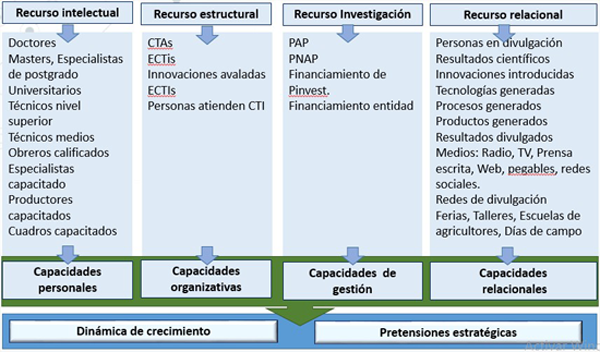 Recurso intelectual
Doctores
Masters, Especialistas
de postgrado
Universitarios
Técnicos nivel
superior
Técnicos medios
Obreros calificados
Especialistas
capacitado
Productores
capacitados
Cuadros capacitados
Capacidades
personales
Recurso estructural
CTAs
ECTis
Innovaciones avaladas
ECTIs
Personas atienden CTI
Capacidades
organizativas
Recurso Investigación
PAP
PNAP
Financiamiento de
Pinvest.
Financiamiento entidad
Capacidades de
gestión
Recurso relacional
Personas en divulgación
Resultados científicos
Innovaciones introducidas
Tecnologías generadas
Procesos generados
Productos generados
Resultados divulgados
Medios: Radio, TV, Prensa
escrita, Web, pegables, redes
sociales.
Redes de divulgación
Ferias, Talleres, Escuelas de
agricultores, Días de campo
Capacidades
relacionales
Dinámica de crecimiento
Pretensiones estratégicas